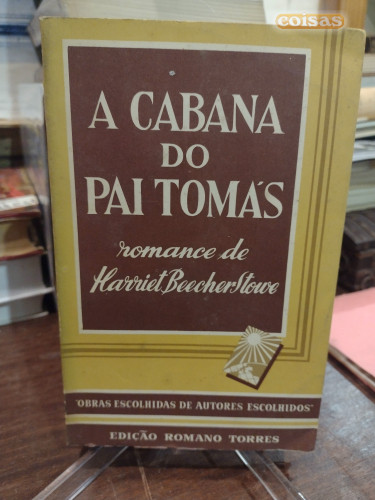 coisas
A CABANA
DO
PAI TOMÁS
romance de
Harriet Beecher Stowe
"OBRAS ESCOLHIDAS DE AUTORES ESCOLHIDOS"
EDIÇÃO ROMANO TORRES